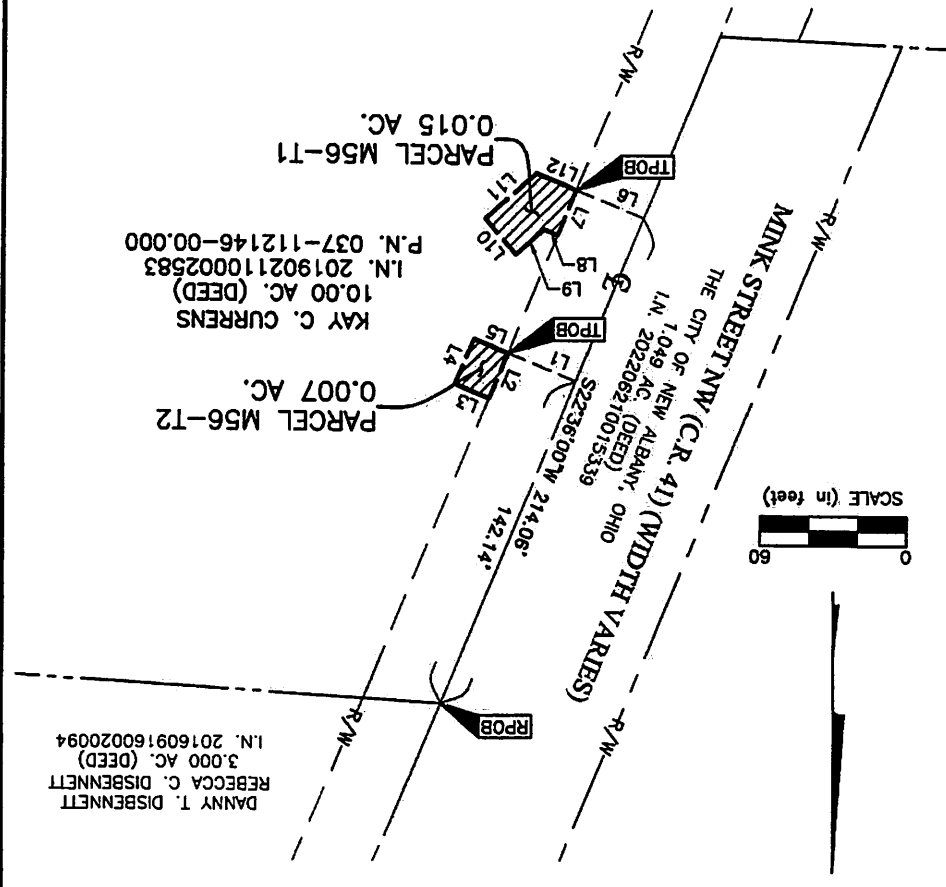 DANNY T. DISBENNETT
REBECCA C. DISBENNETT
3.000 AC. (DEED)
I.N. 201609160020094
R/W
R/W
RPOB
142.14'
S22°36'00"W 214.06'
SCALE (in feet)
0
60
MINK STREET NW (C.R. 41) (WIDTH VARIES)
THE CITY OF NEW ALBANY, OHIO
1.049 AC. (DEED)
I.N. 202206210015339
PARCEL M56-T2
0.007 AC.
L3
L2
L4
L5
L1
TPOB
KAY C. CURRENS
10.00 AC. (DEED)
I.N. 201902110002583
P.N. 037-112146-00.000
CL
L9
L8
L10
L7
L11
L12
L6
TPOB
PARCEL M56-T1
0.015 AC.
R/W
R/W